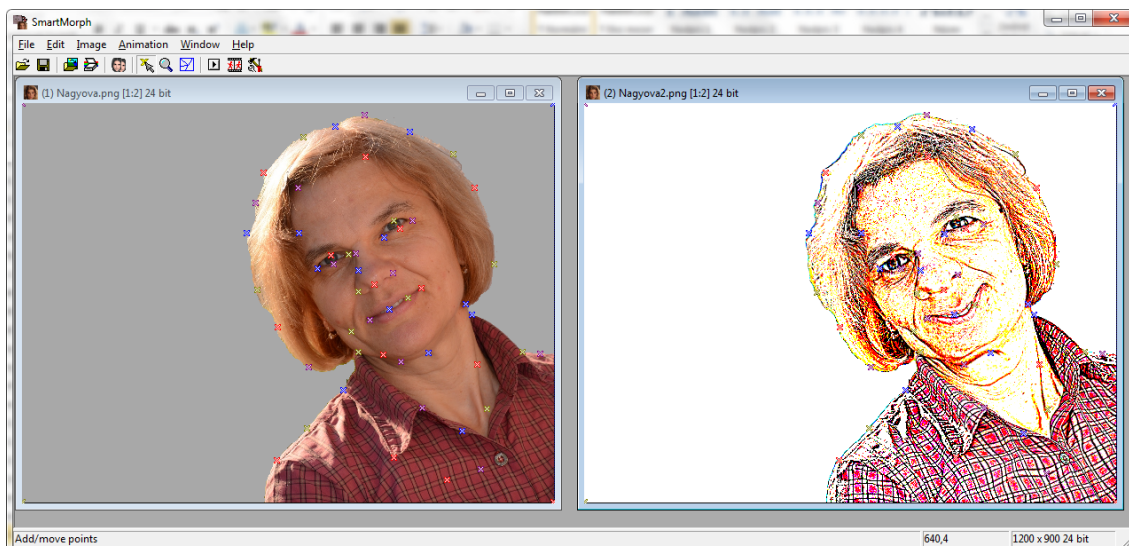 SmartMorph
File Edit Image Animation Window Help
(1) Nagyova.png [1:2] 24 bit
(2) Nagyova2.png [1:2] 24 bit
Add/move points 640,4 1200 x 900 24 bit